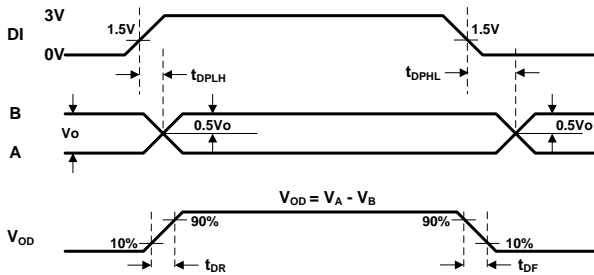 3V
DI
1.5V
1.5V
0V
tDPLH
tDPHL
B
Vo
0.5Vo
0.5Vo
A
VOD = VA - VB
90%
90%
VOD
10%
10%
tDR
tDF